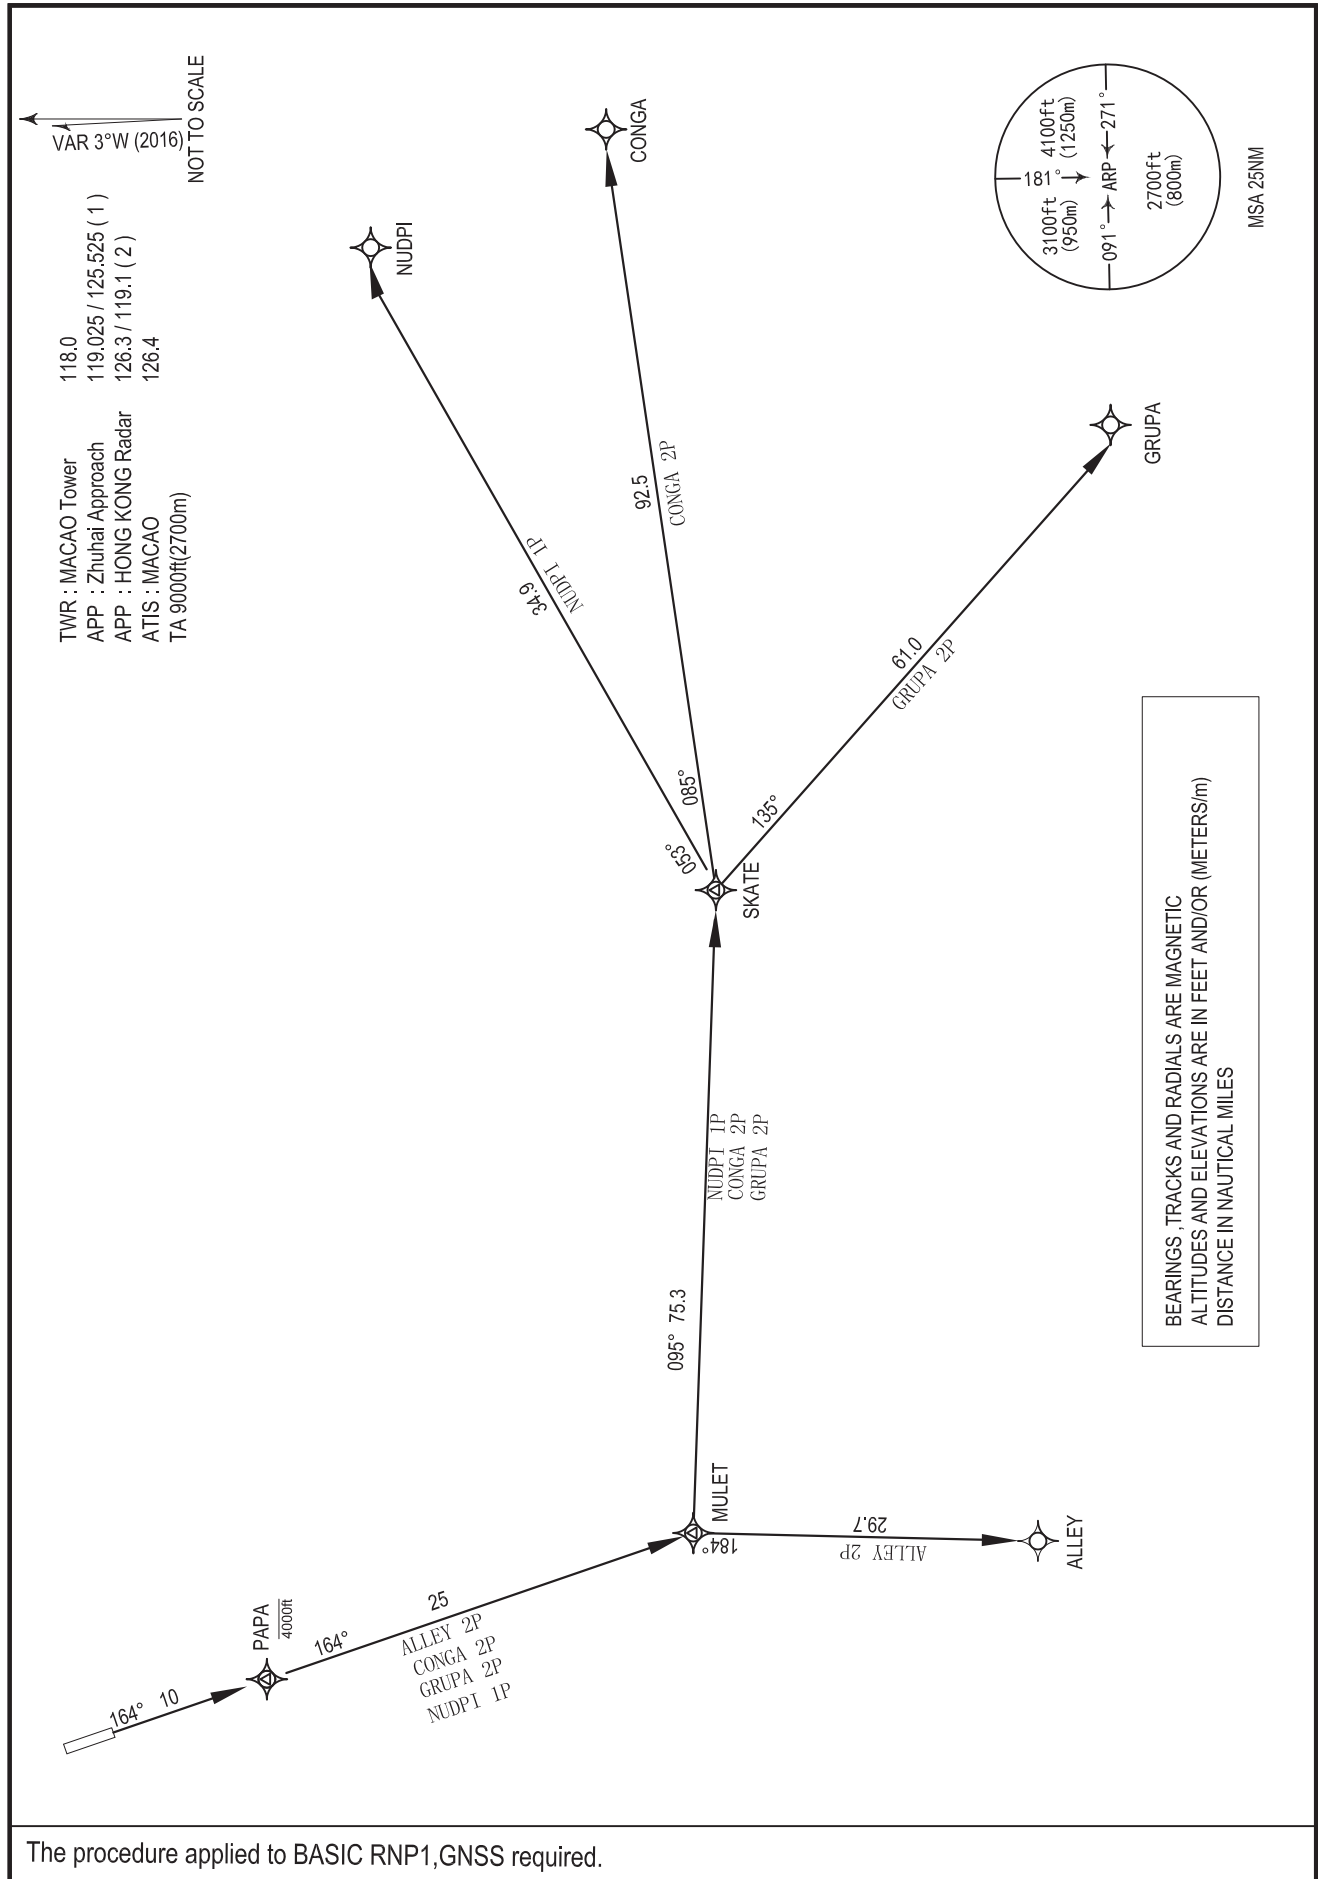 VAR 3°W (2016)
NOT TO SCALE
TWR : MACAO Tower 118.0
APP : Zhuhai Approach 119.025 / 125.525 ( 1 )
APP : HONG KONG Radar 126.3 / 119.1 ( 2 )
ATIS : MACAO 126.4
TA 9000ft(2700m)
NUDPI
CONGA
GRUPA
3100ft
(950m)
181°
4100ft
(1250m)
091°
ARP
271°
2700ft
(800m)
MSA 25NM
34.9
NUDPI 1P
053°
92.5
CONGA 2P
085°
61.0
GRUPA 2P
135°
SKATE
095° 75.3
NUDPI 1P
CONGA 2P
GRUPA 2P
MULET
184°
29.7
ALLEY 2P
ALLEY
PAPA
4000ft
164° 10
164°
25
ALLEY 2P
CONGA 2P
GRUPA 2P
NUDPI 1P
BEARINGS ,TRACKS AND RADIALS ARE MAGNETIC
ALTITUDES AND ELEVATIONS ARE IN FEET AND/OR (METERS/m)
DISTANCE IN NAUTICAL MILES
The procedure applied to BASIC RNP1,GNSS required.